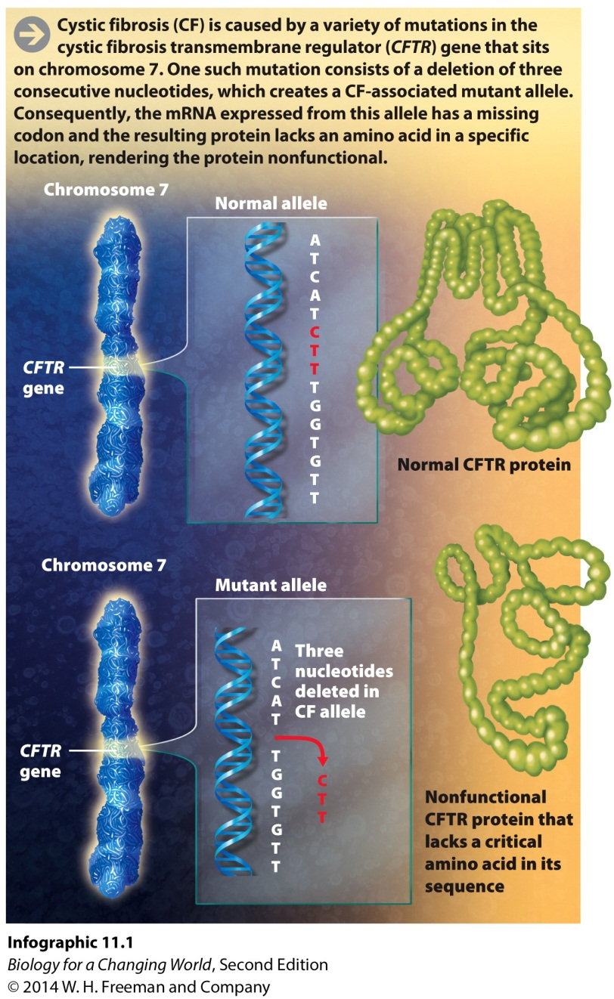 Cystic fibrosis (CF) is caused by a variety of mutations in the
cystic fibrosis transmembrane regulator (CFTR) gene that sits
on chromosome 7. One such mutation consists of a deletion of three
consecutive nucleotides, which creates a CF-associated mutant allele.
Consequently, the mRNA expressed from this allele has a missing
codon and the resulting protein lacks an amino acid in a specific
location, rendering the protein nonfunctional.
Chromosome 7
Normal allele
A
T
C
A
T
C
T
T
T
G
G
T
G
T
T
CFTR
gene
Normal CFTR protein
Chromosome 7
Mutant allele
A
T
C
A
T
T
G
G
T
G
T
T
Three
nucleotides
deleted in
CF allele
C
T
T
CFTR
gene
Nonfunctional
CFTR protein that
lacks a critical
amino acid in its
sequence
Infographic 11.1
Biology for a Changing World, Second Edition
© 2014 W. H. Freeman and Company